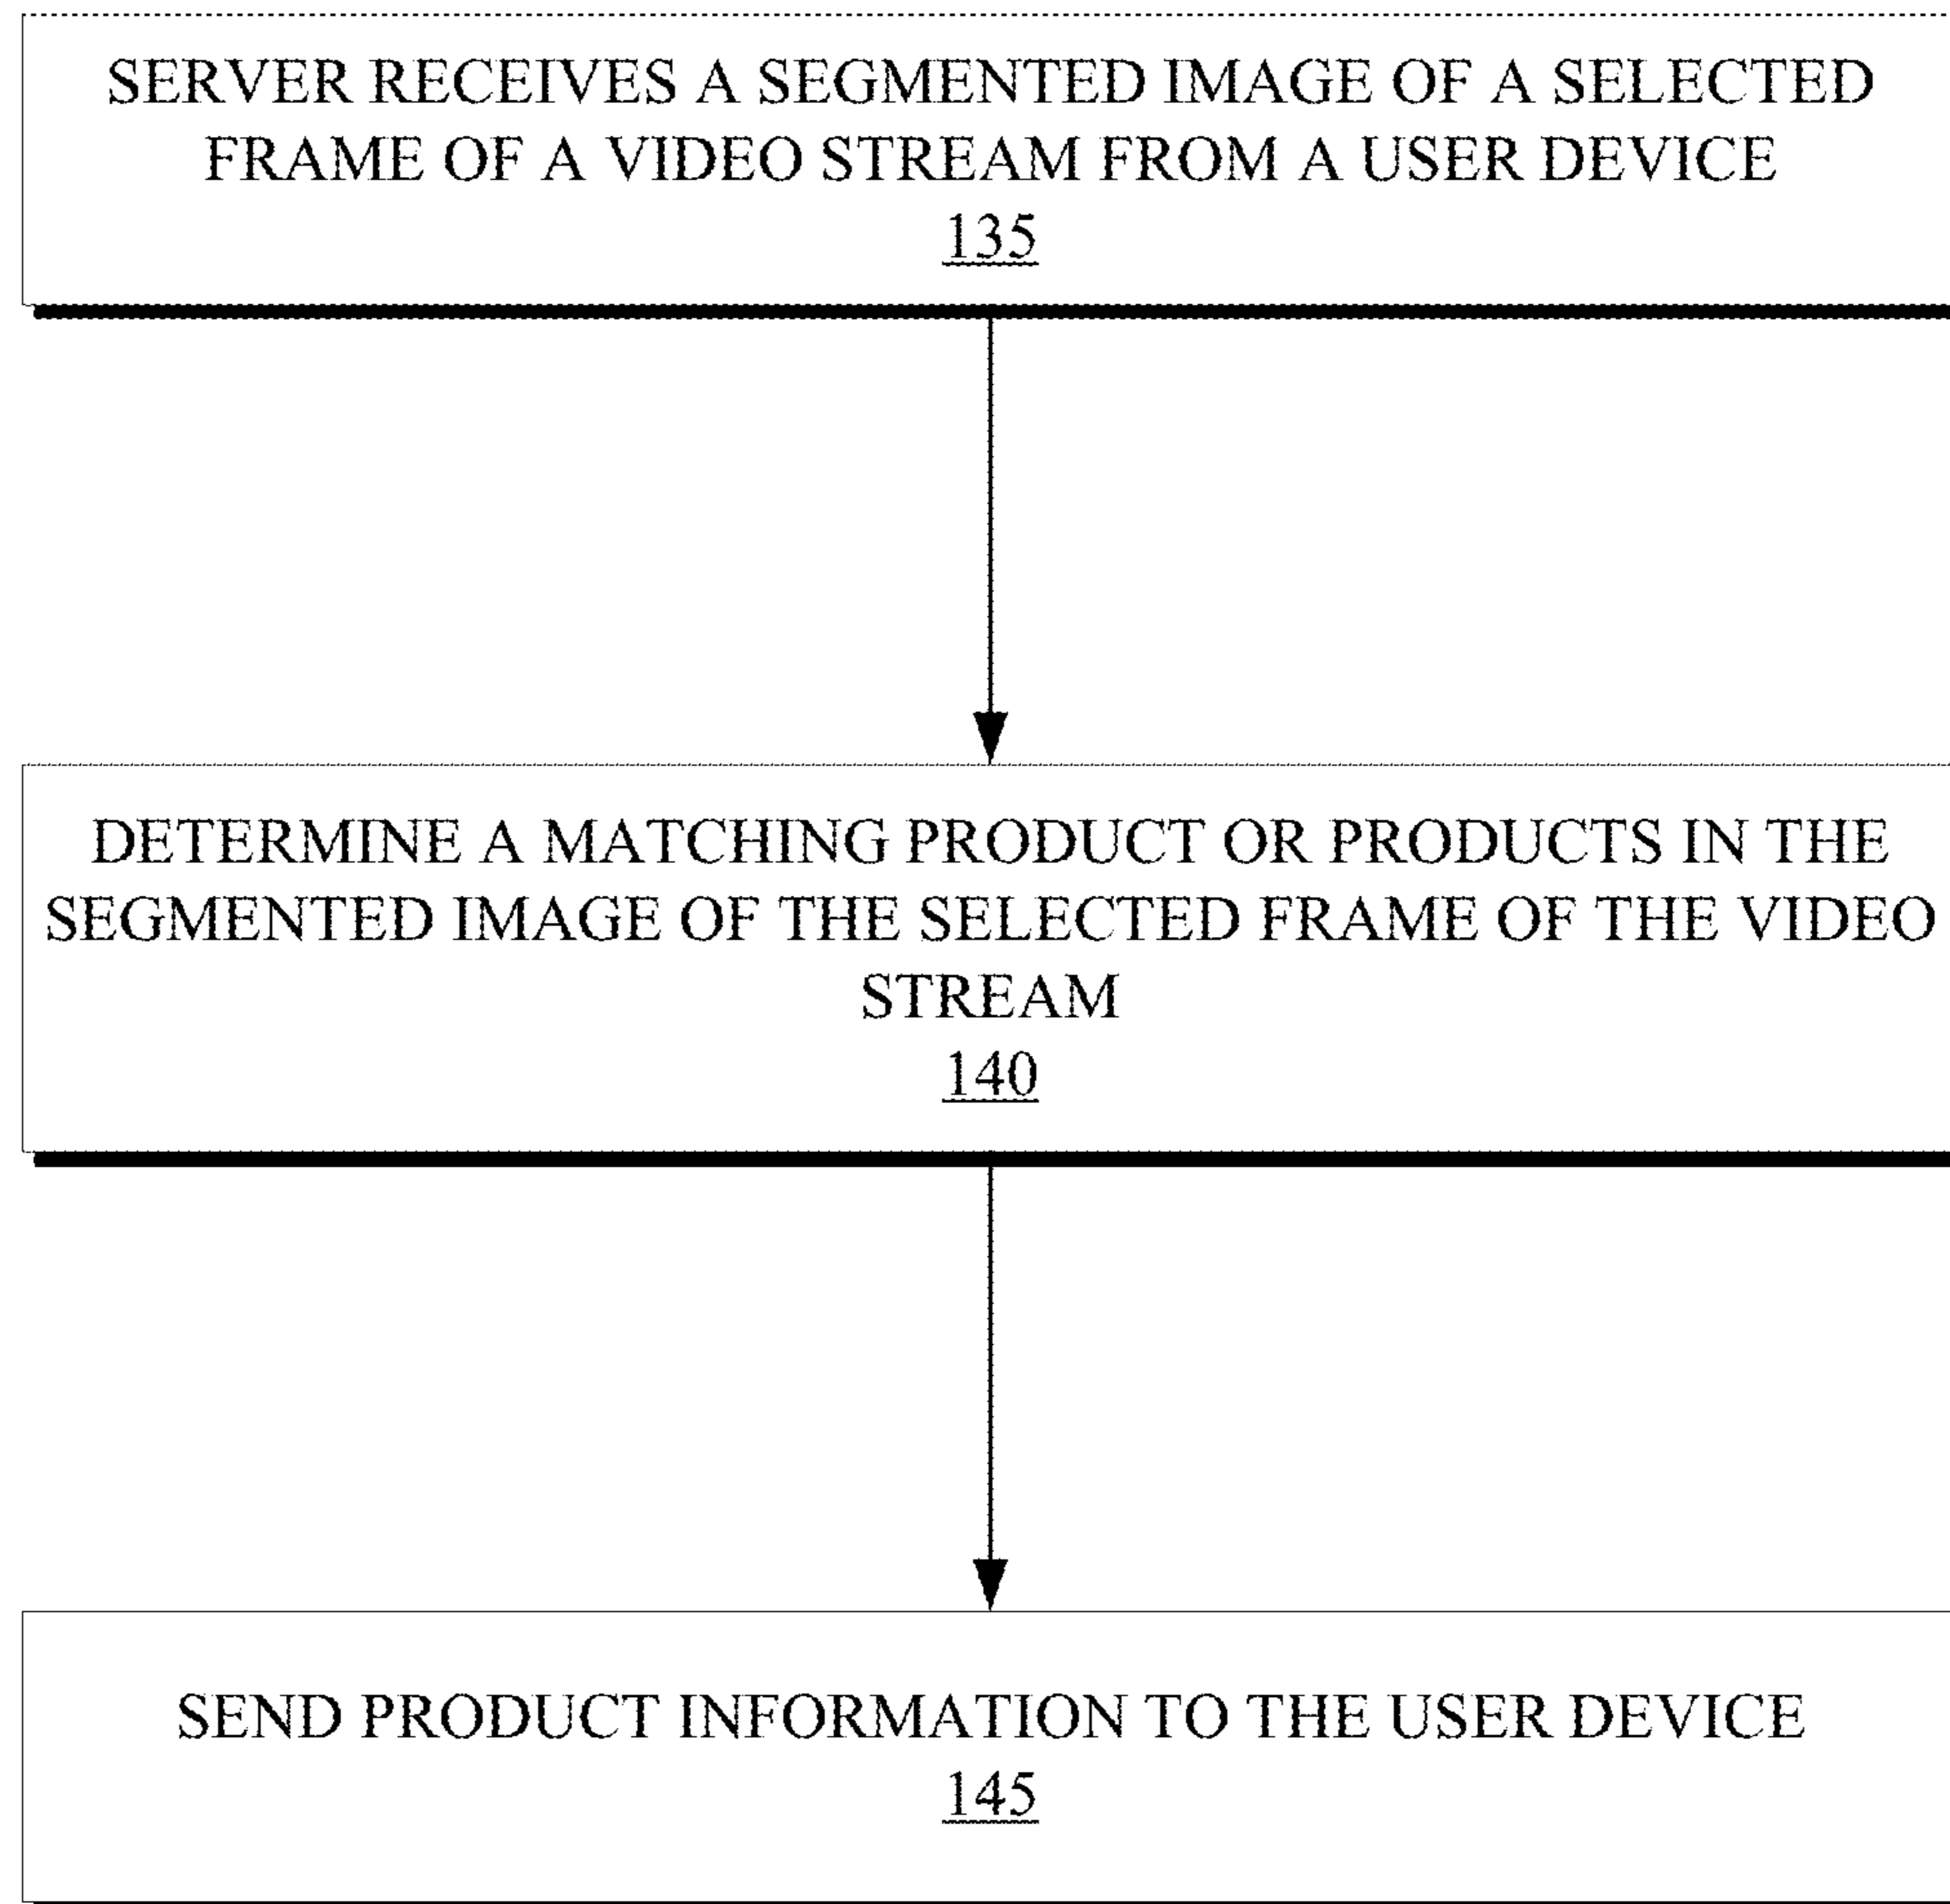 SERVER RECEIVES A SEGMENTED IMAGE OF A SELECTED
FRAME OF A VIDEO STREAM FROM A USER DEVICE
135
DETERMINE A MATCHING PRODUCT OR PRODUCTS IN THE
SEGMENTED IMAGE OF THE SELECTED FRAME OF THE VIDEO
STREAM
140
SEND PRODUCT INFORMATION TO THE USER DEVICE
145